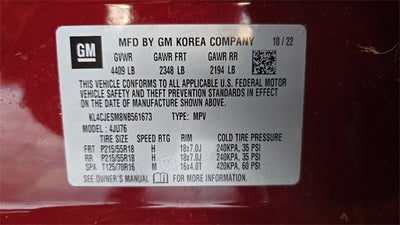 GM MFD BY GM KOREA COMPANY 10/22
GVWR GAWR FRT GAWR RR
4409 LB 2348 LB 2194 LB
THIS VEHICLE CONFORMS TO ALL APPLICABLE U.S. FEDERAL MOTOR
VEHICLE SAFETY AND THEFT PREVENTION STANDARDS IN EFFECT
ON THE DATE OF MANUFACTURE SHOWN ABOVE.
KL4CJESM8NB561673 TYPE: MPV
MODEL: 4JU76
TIRE SIZE SPEED RTG RIM COLD TIRE PRESSURE
FRT P215/55R18 H 18x7.0J 240KPA, 35 PSI
RR P215/55R18 H 18x7.0J 240KPA, 35 PSI
SPA T125/70R16 M 16x4.0T 420KPA, 60 PSI
SEE OWNER'S MANUAL i FOR MORE INFORMATION.